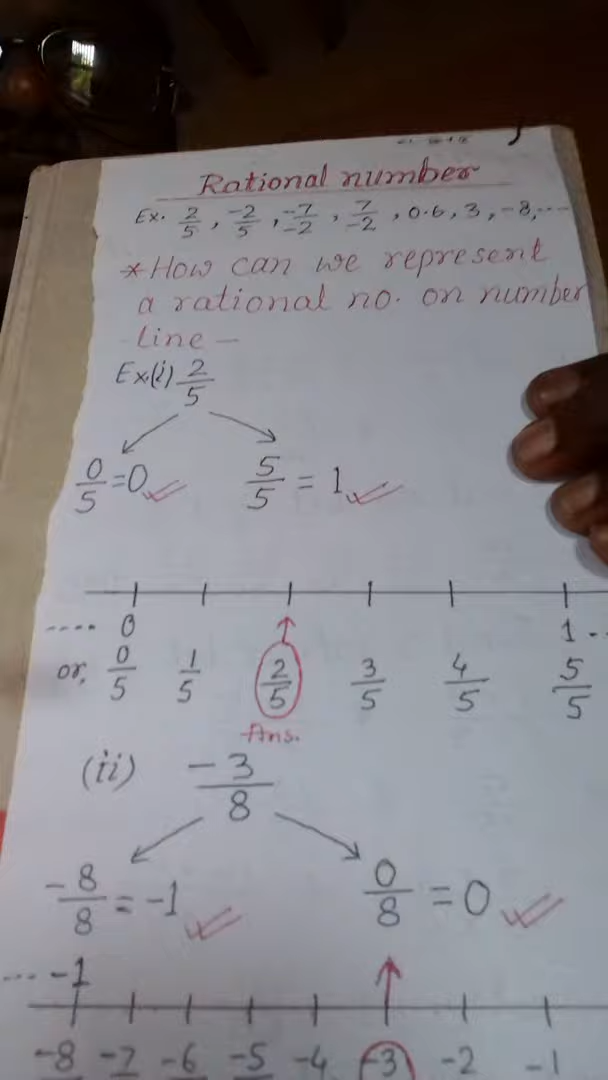 Rational number
Ex. 2/5, -2/5, -7/-2, 7/-2, 0.6, 3, -8, ....
*How can we represent
a rational no. on number
line —
Ex.(i) 2/5
0/5 = 0 ✓ 5/5 = 1 ✓
.... 0 1 ..
or, 0/5 1/5 2/5 3/5 4/5 5/5
Ans.
(ii) -3/8
-8/8 = -1 ✓ 0/8 = 0 ✓
... -1
-8 -7 -6 -5 -4 -3 -2 -1